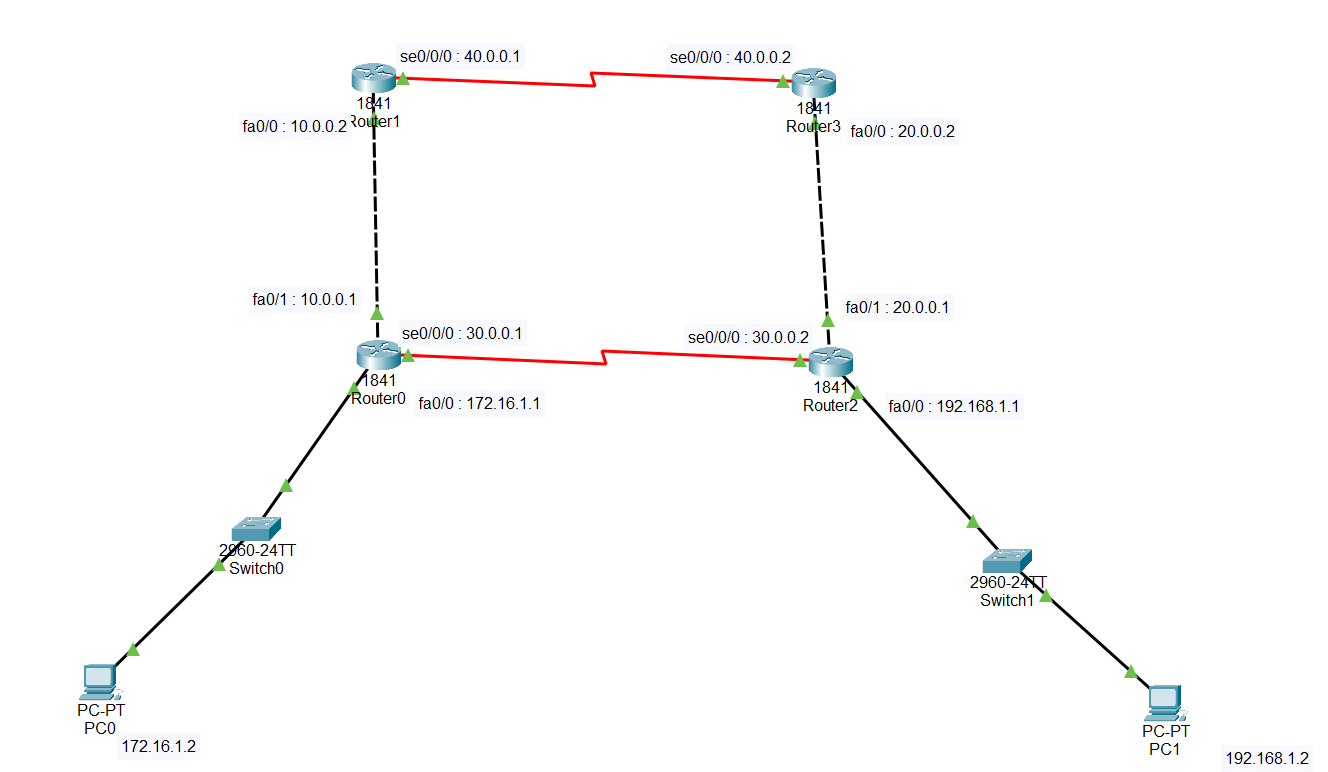 se0/0/0 : 40.0.0.1
se0/0/0 : 40.0.0.2
1841
Router1
1841
Router3
fa0/0 : 10.0.0.2
fa0/0 : 20.0.0.2
fa0/1 : 10.0.0.1
fa0/1 : 20.0.0.1
se0/0/0 : 30.0.0.1
se0/0/0 : 30.0.0.2
1841
Router0
1841
Router2
fa0/0 : 172.16.1.1
fa0/0 : 192.168.1.1
2960-24TT
Switch0
2960-24TT
Switch1
PC-PT
PC0
172.16.1.2
PC-PT
PC1
192.168.1.2